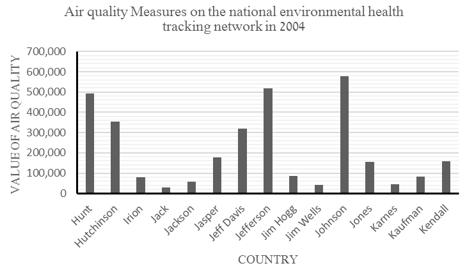 Air quality Measures on the national environmental health
tracking network in 2004
VALUE OF AIR QUALITY
700,000
600,000
500,000
400,000
300,000
200,000
100,000
0
Hunt
Hutchinson
Irion
Jack
Jackson
Jasper
Jeff Davis
Jefferson
Jim Hogg
Jim Wells
Johnson
Jones
Karnes
Kaufman
Kendall
COUNTRY